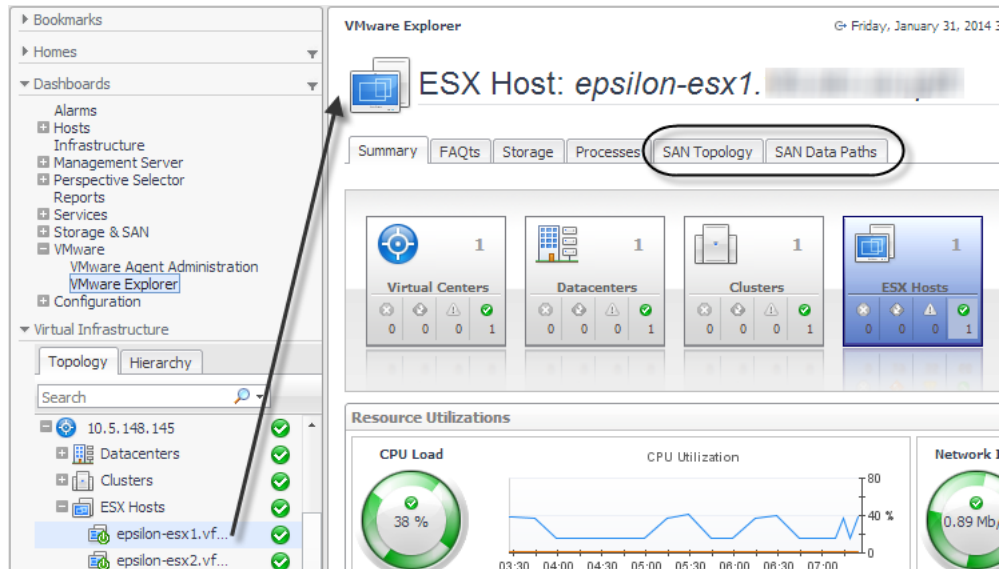 Bookmarks
Homes
Dashboards
Alarms
Hosts
Infrastructure
Management Server
Perspective Selector
Reports
Services
Storage & SAN
VMware
VMware Agent Administration
VMware Explorer
Configuration
Virtual Infrastructure
Topology Hierarchy
Search
10.5.148.145
Datacenters
Clusters
ESX Hosts
epsilon-esx1.vf...
epsilon-esx2.vf...
VMware Explorer
Friday, January 31, 2014 3
ESX Host: epsilon-esx1.
Summary FAQts Storage Processes SAN Topology SAN Data Paths
1 1 1 1
Virtual Centers Datacenters Clusters ESX Hosts
0 0 0 1 0 0 0 1 0 0 0 1 0 0 0 1
Resource Utilizations
CPU Load CPU Utilization Network I
80
38 % 40 % 0.89 Mb/
0
03:30 04:00 04:30 05:00 05:30 06:00 06:30 07:00